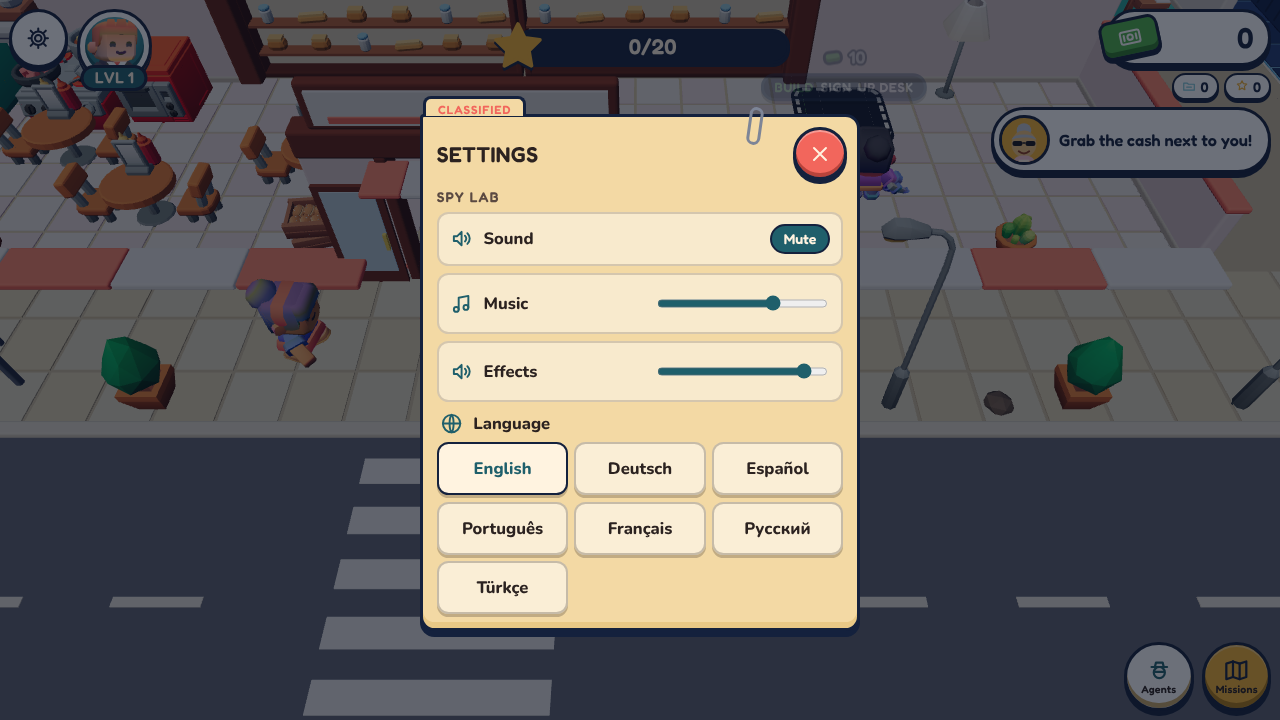 LVL 1
0/20
0
0
0
10
BUILD SIGN UP DESK
Grab the cash next to you!
CLASSIFIED
SETTINGS
SPY LAB
Sound
Mute
Music
Effects
Language
English
Deutsch
Español
Português
Français
Русский
Türkçe
Agents
Missions